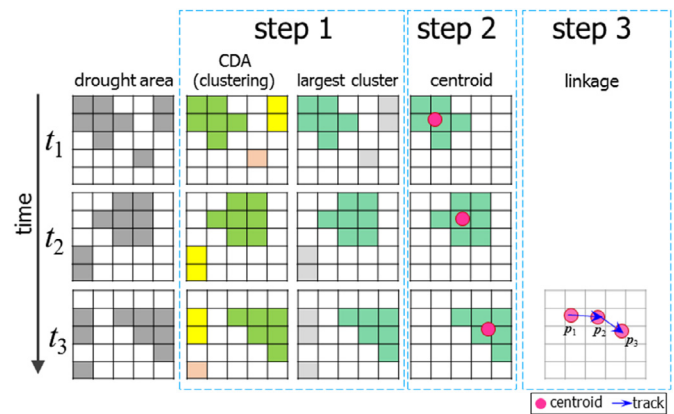 step 1
step 2
step 3
drought area
CDA
(clustering)
largest cluster
centroid
linkage
time
t1
t2
t3
p1
p2
p3
centroid
track